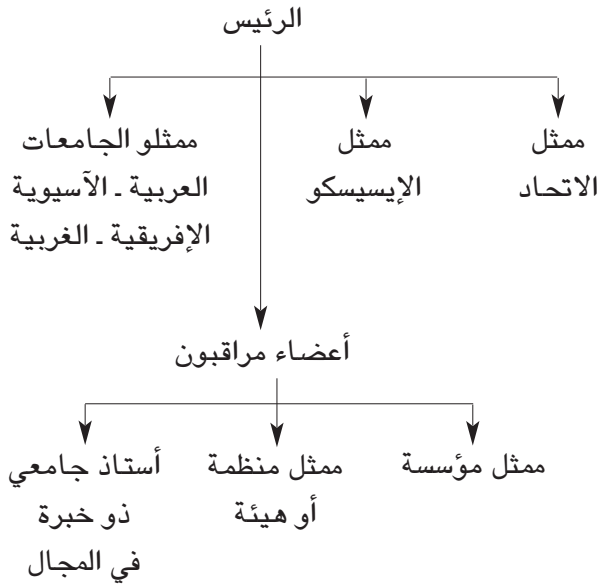 الرئيس
ممثل
الاتحاد
ممثل
الإيسيسكو
ممثلو الجامعات
العربية ـ الآسيوية
الإفريقية ـ الغربية
أعضاء مراقبون
ممثل مؤسسة
ممثل منظمة
أو هيئة
أستاذ جامعي
ذو خبرة
في المجال